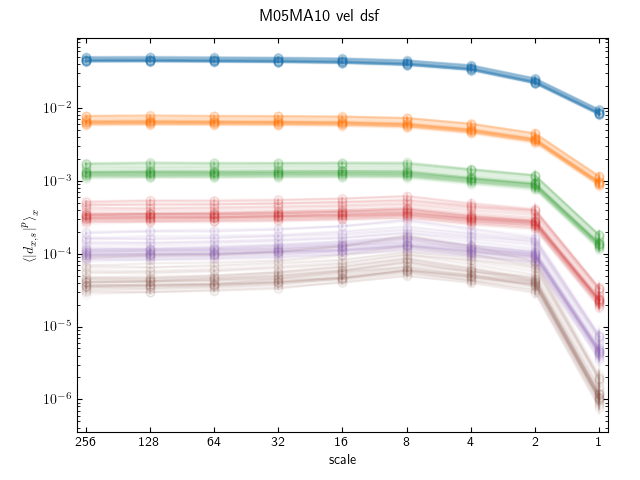 M05MA10 vel dsf
⟨|d_{x,s}|^p⟩_x
10^{-2}
10^{-3}
10^{-4}
10^{-5}
10^{-6}
256 128 64 32 16 8 4 2 1
scale